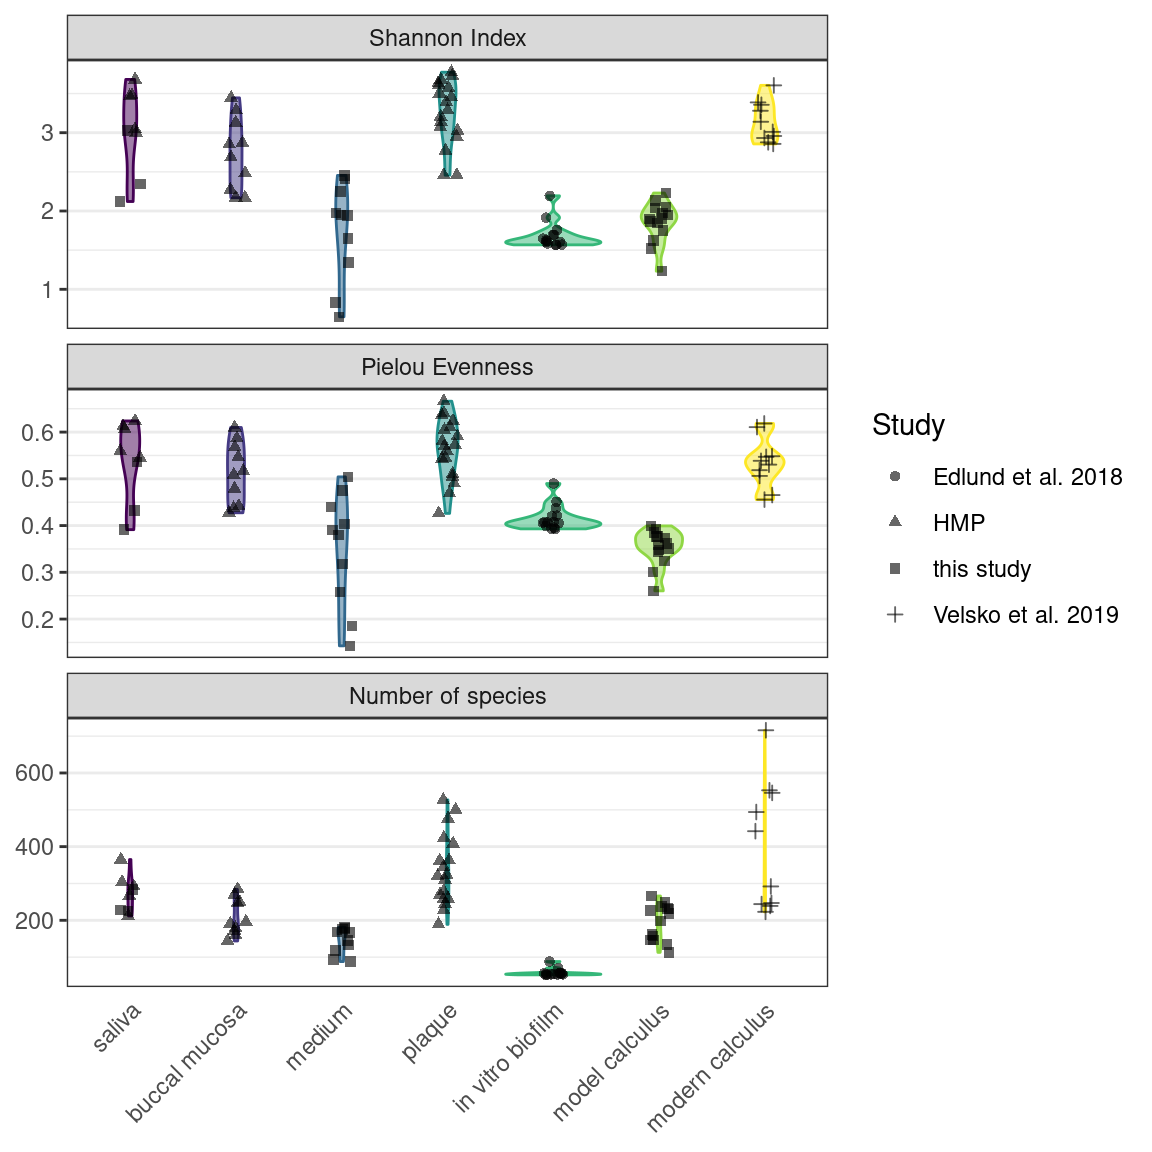 Shannon Index
3
2
1
Pielou Evenness
0.6
0.5
0.4
0.3
0.2
Number of species
600
400
200
saliva
buccal mucosa
medium
plaque
in vitro biofilm
model calculus
modern calculus
Study
Edlund et al. 2018
HMP
this study
Velsko et al. 2019